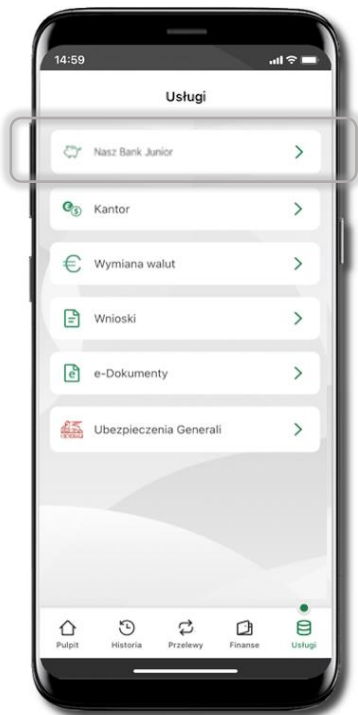 14:59
Usługi
Nasz Bank Junior
Kantor
Wymiana walut
Wnioski
e-Dokumenty
Ubezpieczenia Generali
Pulpit
Historia
Przelewy
Finanse
Usługi